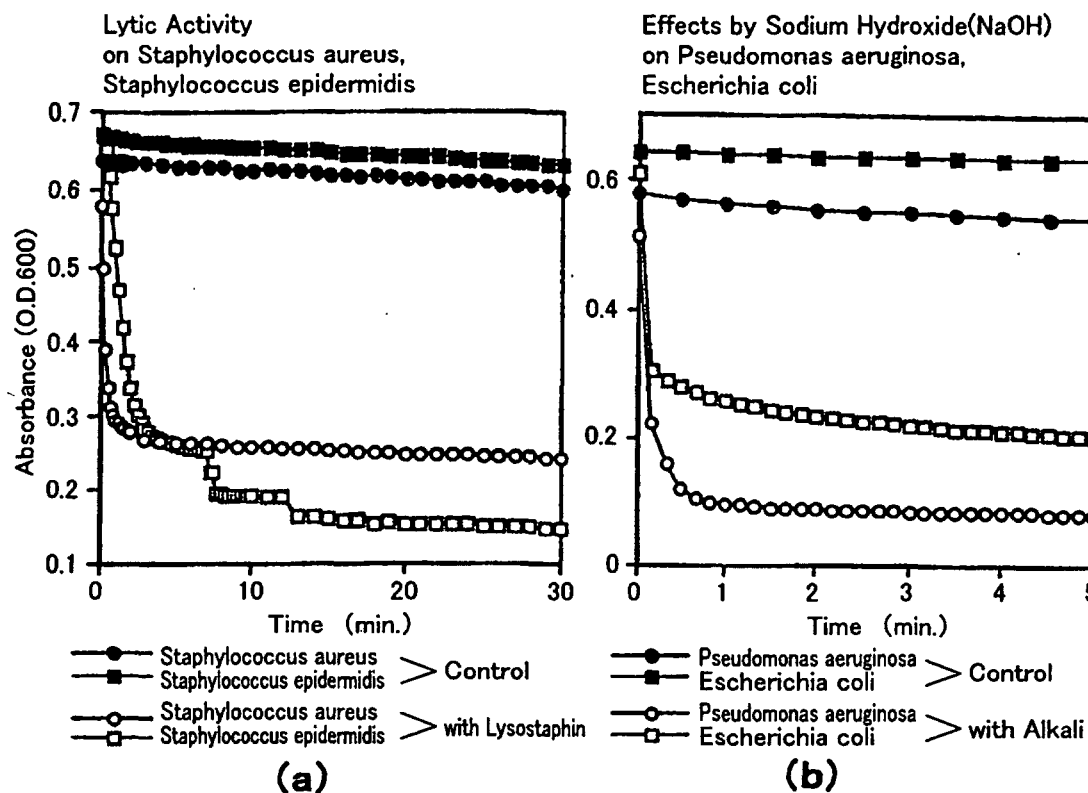 Lytic Activity
on Staphylococcus aureus,
Staphylococcus epidermidis
0.7
0.6
0.5
0.4
0.3
0.2
0.1
Absorbance (O.D.600)
0
10
20
30
Time (min.)
Staphylococcus aureus
Staphylococcus epidermidis
Control
Staphylococcus aureus
Staphylococcus epidermidis
with Lysostaphin
(a)
Effects by Sodium Hydroxide(NaOH)
on Pseudomonas aeruginosa,
Escherichia coli
0.6
0.4
0.2
0
0
1
2
3
4
5
Time (min.)
Pseudomonas aeruginosa
Escherichia coli
Control
Pseudomonas aeruginosa
Escherichia coli
with Alkali
(b)